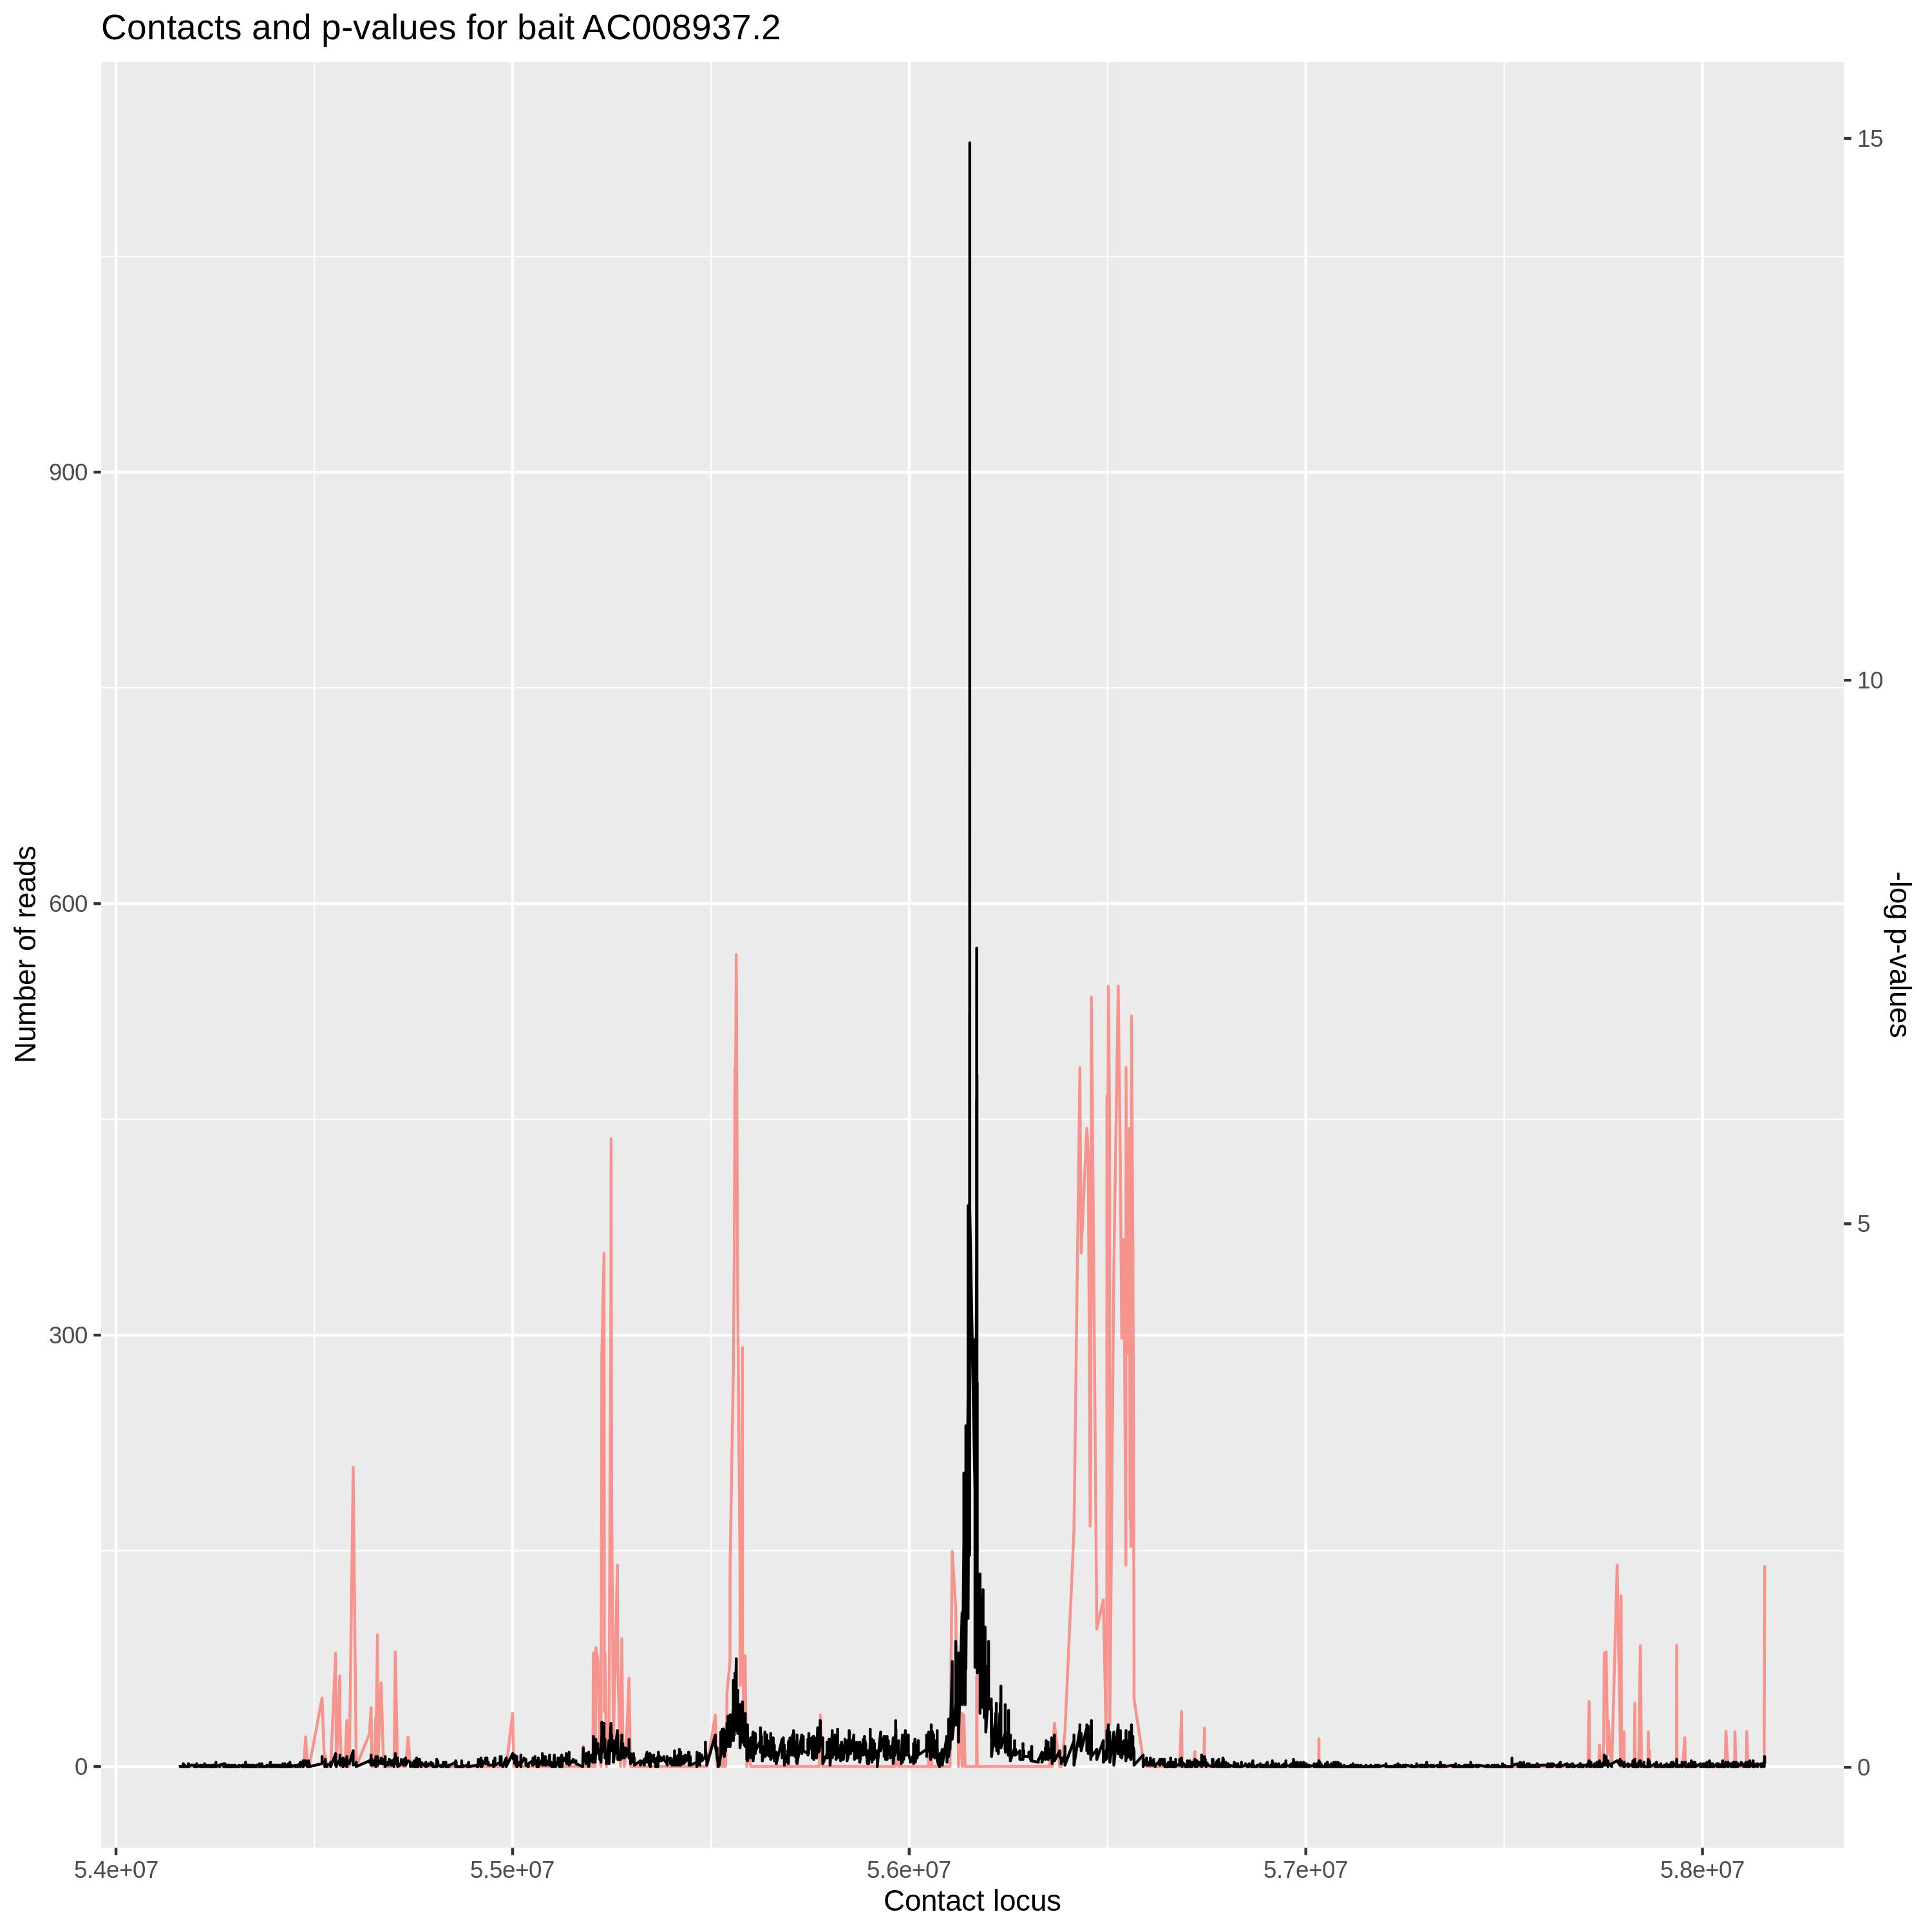 Contacts and p-values for bait AC008937.2
15
900
10
600
Number of reads
-log p-values
5
300
0
0
5.4e+07 5.5e+07 5.6e+07 5.7e+07 5.8e+07
Contact locus